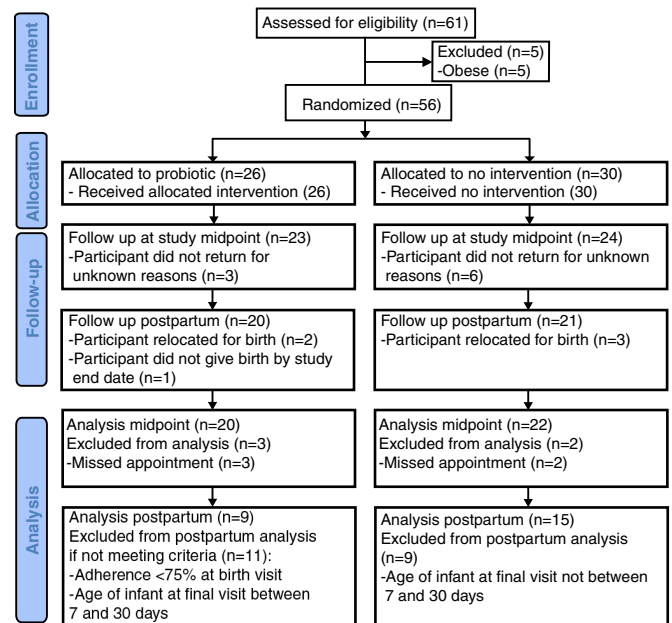 Enrollment
Assessed for eligibility (n=61)
Excluded (n=5)
-Obese (n=5)
Randomized (n=56)
Allocation
Allocated to probiotic (n=26)
- Received allocated intervention (26)
Allocated to no intervention (n=30)
- Received no intervention (30)
Follow-up
Follow up at study midpoint (n=23)
-Participant did not return for
unknown reasons (n=3)
Follow up at study midpoint (n=24)
-Participant did not return for unknown
reasons (n=6)
Follow up postpartum (n=20)
-Participant relocated for birth (n=2)
-Participant did not give birth by study
end date (n=1)
Follow up postpartum (n=21)
-Participant relocated for birth (n=3)
Analysis
Analysis midpoint (n=20)
Excluded from analysis (n=3)
-Missed appointment (n=3)
Analysis midpoint (n=22)
Excluded from analysis (n=2)
-Missed appointment (n=2)
Analysis postpartum (n=9)
Excluded from postpartum analysis
if not meeting criteria (n=11):
-Adherence <75% at birth visit
-Age of infant at final visit between
7 and 30 days
Analysis postpartum (n=15)
Excluded from postpartum analysis
(n=9)
-Age of infant at final visit not between
7 and 30 days